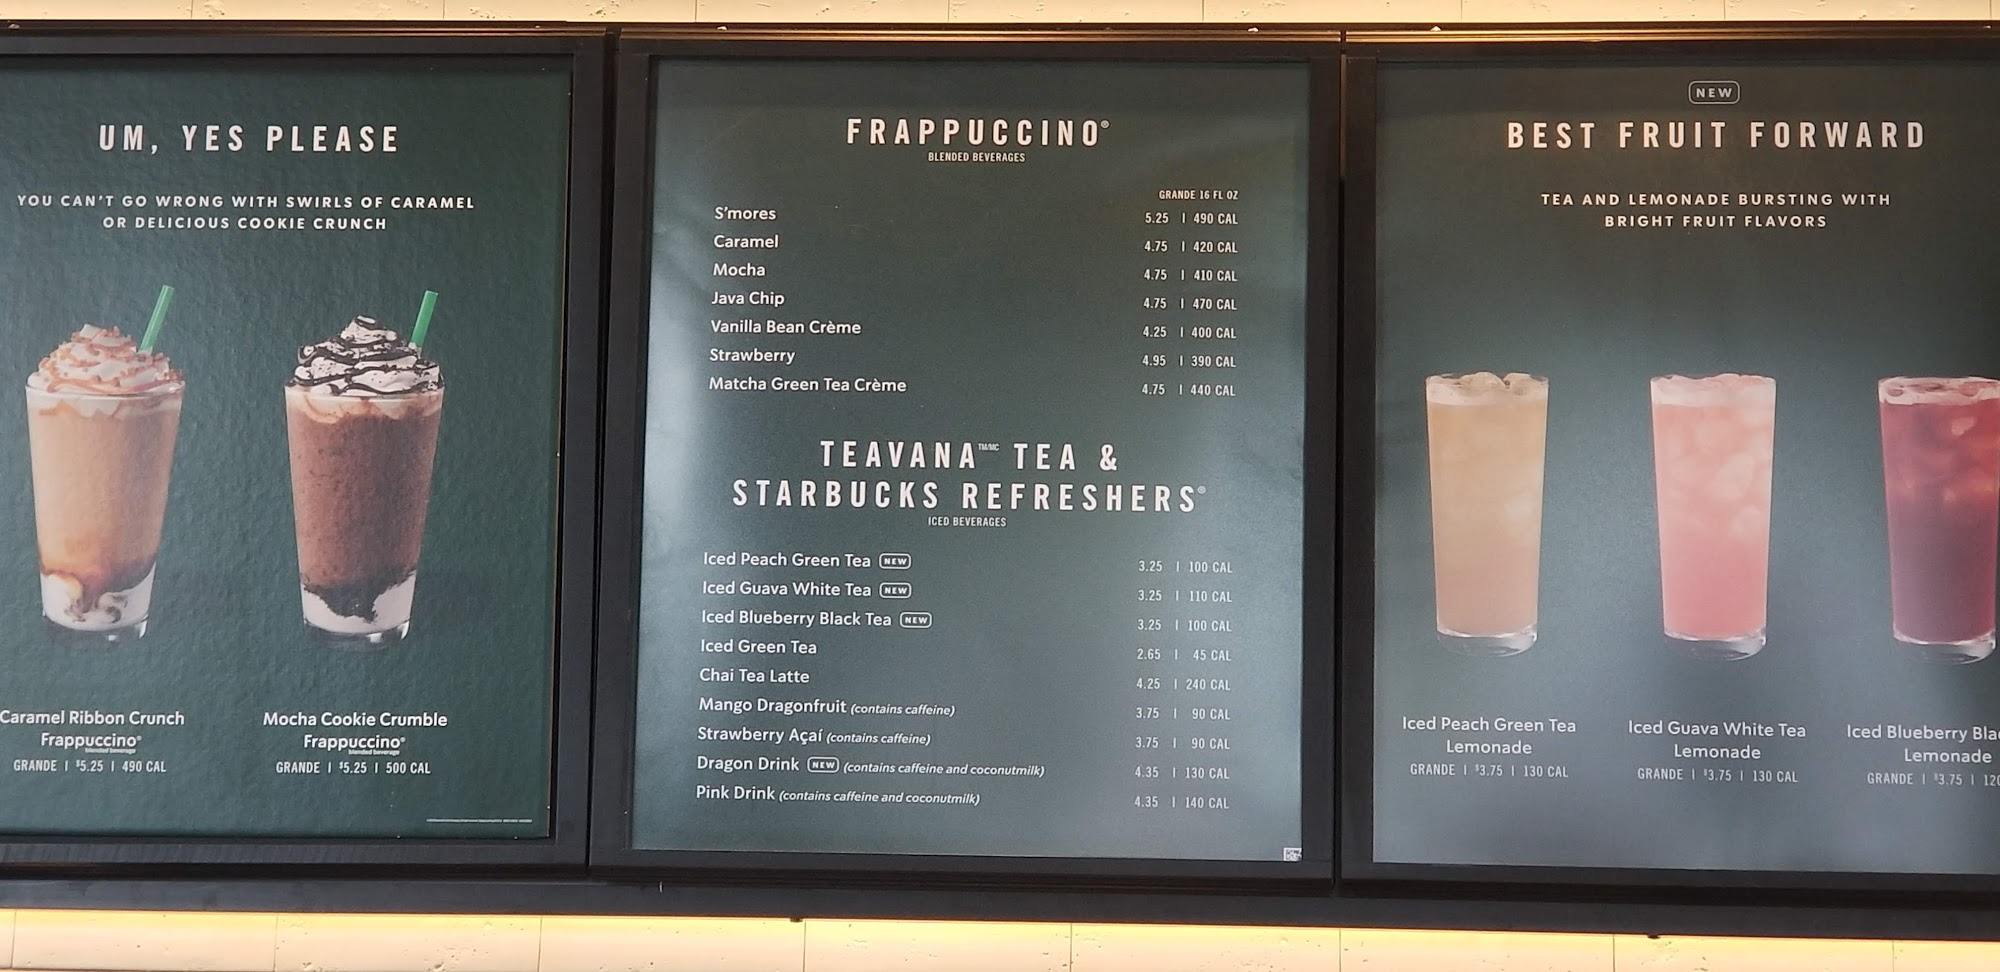 UM, YES PLEASE
YOU CAN'T GO WRONG WITH SWIRLS OF CARAMEL
OR DELICIOUS COOKIE CRUNCH
Caramel Ribbon Crunch
Frappuccino®
blended beverage
GRANDE | $5.25 | 490 CAL
Mocha Cookie Crumble
Frappuccino®
blended beverage
GRANDE | $5.25 | 500 CAL
FRAPPUCCINO®
BLENDED BEVERAGES
GRANDE 16 FL OZ
S'mores 5.25 | 490 CAL
Caramel 4.75 | 420 CAL
Mocha 4.75 | 410 CAL
Java Chip 4.75 | 470 CAL
Vanilla Bean Crème 4.25 | 400 CAL
Strawberry 4.95 | 390 CAL
Matcha Green Tea Crème 4.75 | 440 CAL
TEAVANA™/MC TEA &
STARBUCKS REFRESHERS®
ICED BEVERAGES
Iced Peach Green Tea NEW 3.25 | 100 CAL
Iced Guava White Tea NEW 3.25 | 110 CAL
Iced Blueberry Black Tea NEW 3.25 | 100 CAL
Iced Green Tea 2.65 | 45 CAL
Chai Tea Latte 4.25 | 240 CAL
Mango Dragonfruit (contains caffeine) 3.75 | 90 CAL
Strawberry Açaí (contains caffeine) 3.75 | 90 CAL
Dragon Drink NEW (contains caffeine and coconutmilk) 4.35 | 130 CAL
Pink Drink (contains caffeine and coconutmilk) 4.35 | 140 CAL
NEW
BEST FRUIT FORWARD
TEA AND LEMONADE BURSTING WITH
BRIGHT FRUIT FLAVORS
Iced Peach Green Tea
Lemonade
GRANDE | $3.75 | 130 CAL
Iced Guava White Tea
Lemonade
GRANDE | $3.75 | 130 CAL
Iced Blueberry Bla
Lemonade
GRANDE | $3.75 | 120